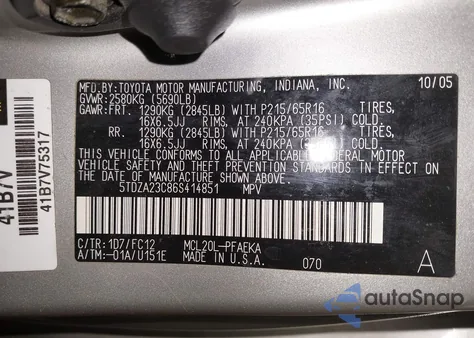 MFD. BY: TOYOTA MOTOR MANUFACTURING, INDIANA, INC. 10/05
GVWR: 2580KG (5690LB)
GAWR: FRT. 1290KG (2845LB) WITH P215/65R16 TIRES,
16X6.5JJ RIMS, AT 240KPA (35PSI) COLD.
RR. 1290KG (2845LB) WITH P215/65R16 TIRES,
16X6.5JJ RIMS, AT 240KPA (35PSI) COLD.
THIS VEHICLE CONFORMS TO ALL APPLICABLE FEDERAL MOTOR
VEHICLE SAFETY AND THEFT PREVENTION STANDARDS IN EFFECT ON
THE DATE OF MANUFACTURE SHOWN ABOVE.
5TDZA23C86S414851 MPV
C/TR: 1D7/FC12 MCL20L-PFAEKA
A/TM: -01A/U151E MADE IN U.S.A. 070 A
41B7V
41B7V75317
autoSnap